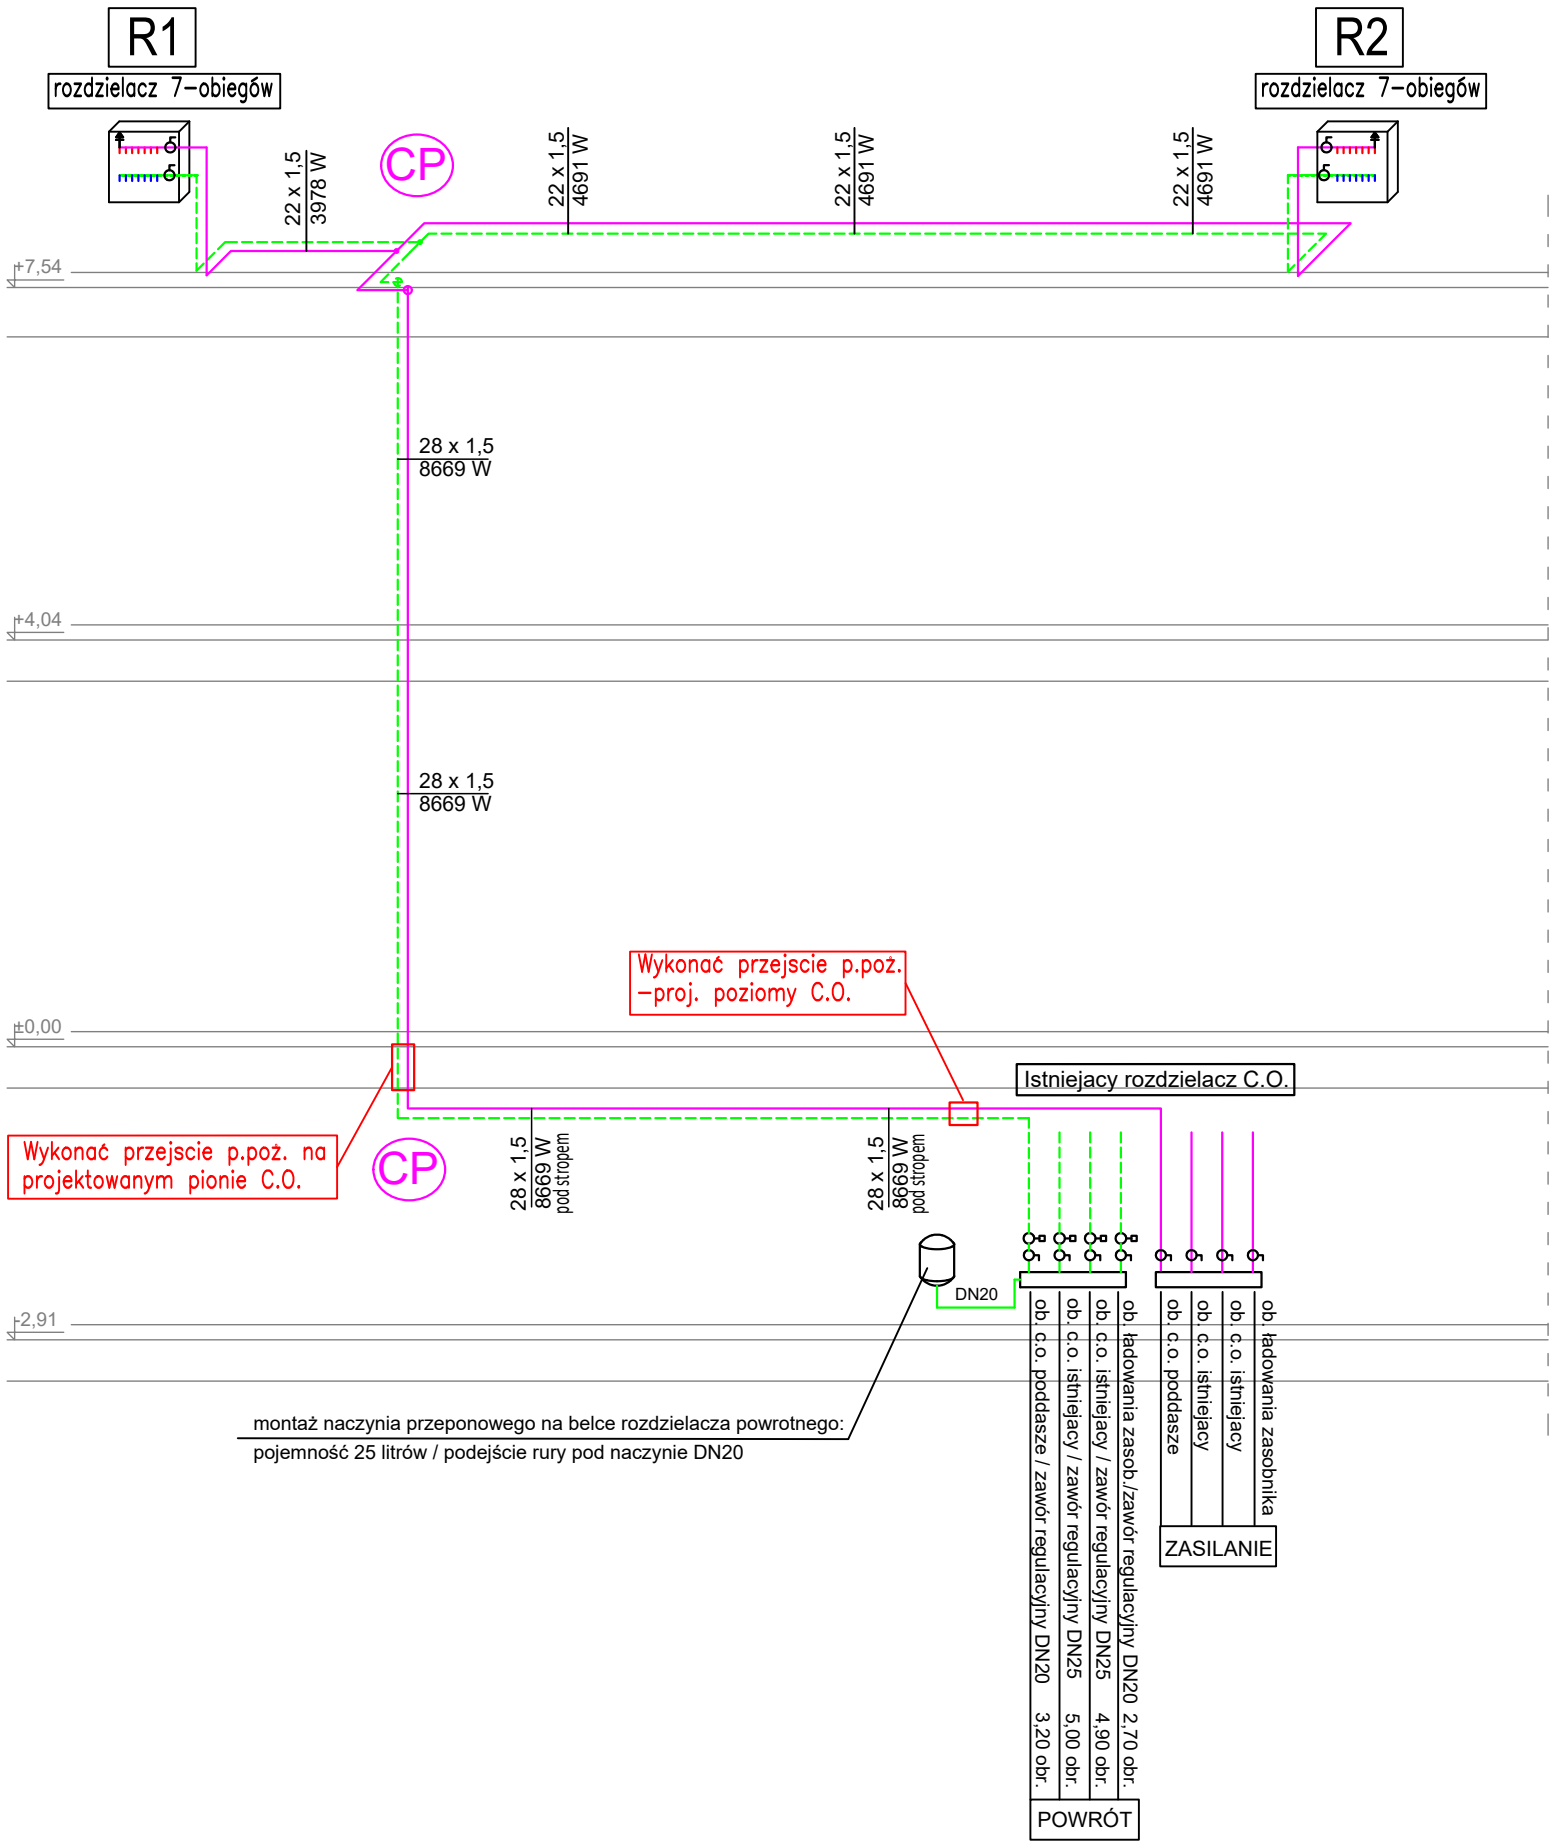 R1
rozdzielacz 7-obiegów
R2
rozdzielacz 7-obiegów
CP
22 x 1,5
3978 W
22 x 1,5
4691 W
22 x 1,5
4691 W
22 x 1,5
4691 W
+7,54
28 x 1,5
8669 W
+4,04
28 x 1,5
8669 W
Wykonać przejscie p.poż.
-proj. poziomy C.O.
±0,00
Istniejacy rozdzielacz C.O.
Wykonać przejscie p.poż. na
projektowanym pionie C.O.
CP
28 x 1,5
8669 W
pod stropem
28 x 1,5
8669 W
pod stropem
DN20
-2,91
montaż naczynia przeponowego na belce rozdzielacza powrotnego:
pojemność 25 litrów / podejście rury pod naczynie DN20
ob. c.o. poddasze / zawór regulacyjny DN20 3,20 obr.
ob. c.o. istniejacy / zawór regulacyjny DN25 5,00 obr.
ob. c.o. istniejacy / zawór regulacyjny DN25 4,90 obr.
ob. ładowania zasob./zawór regulacyjny DN20 2,70 obr.
POWRÓT
ob. c.o. poddasze
ob. c.o. istniejacy
ob. c.o. istniejacy
ob. ładowania zasobnika
ZASILANIE